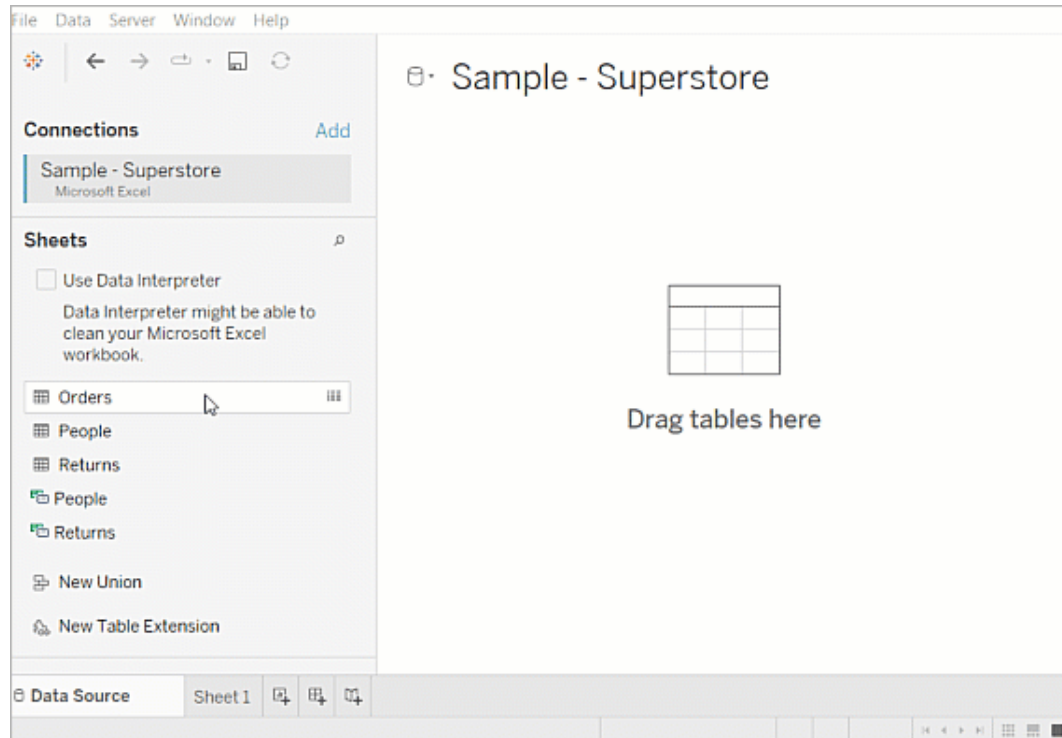 File Data Server Window Help
Sample - Superstore
Connections Add
Sample - Superstore
Microsoft Excel
Sheets
Use Data Interpreter
Data Interpreter might be able to
clean your Microsoft Excel
workbook.
Orders
People
Returns
People
Returns
New Union
New Table Extension
Drag tables here
Data Source Sheet 1